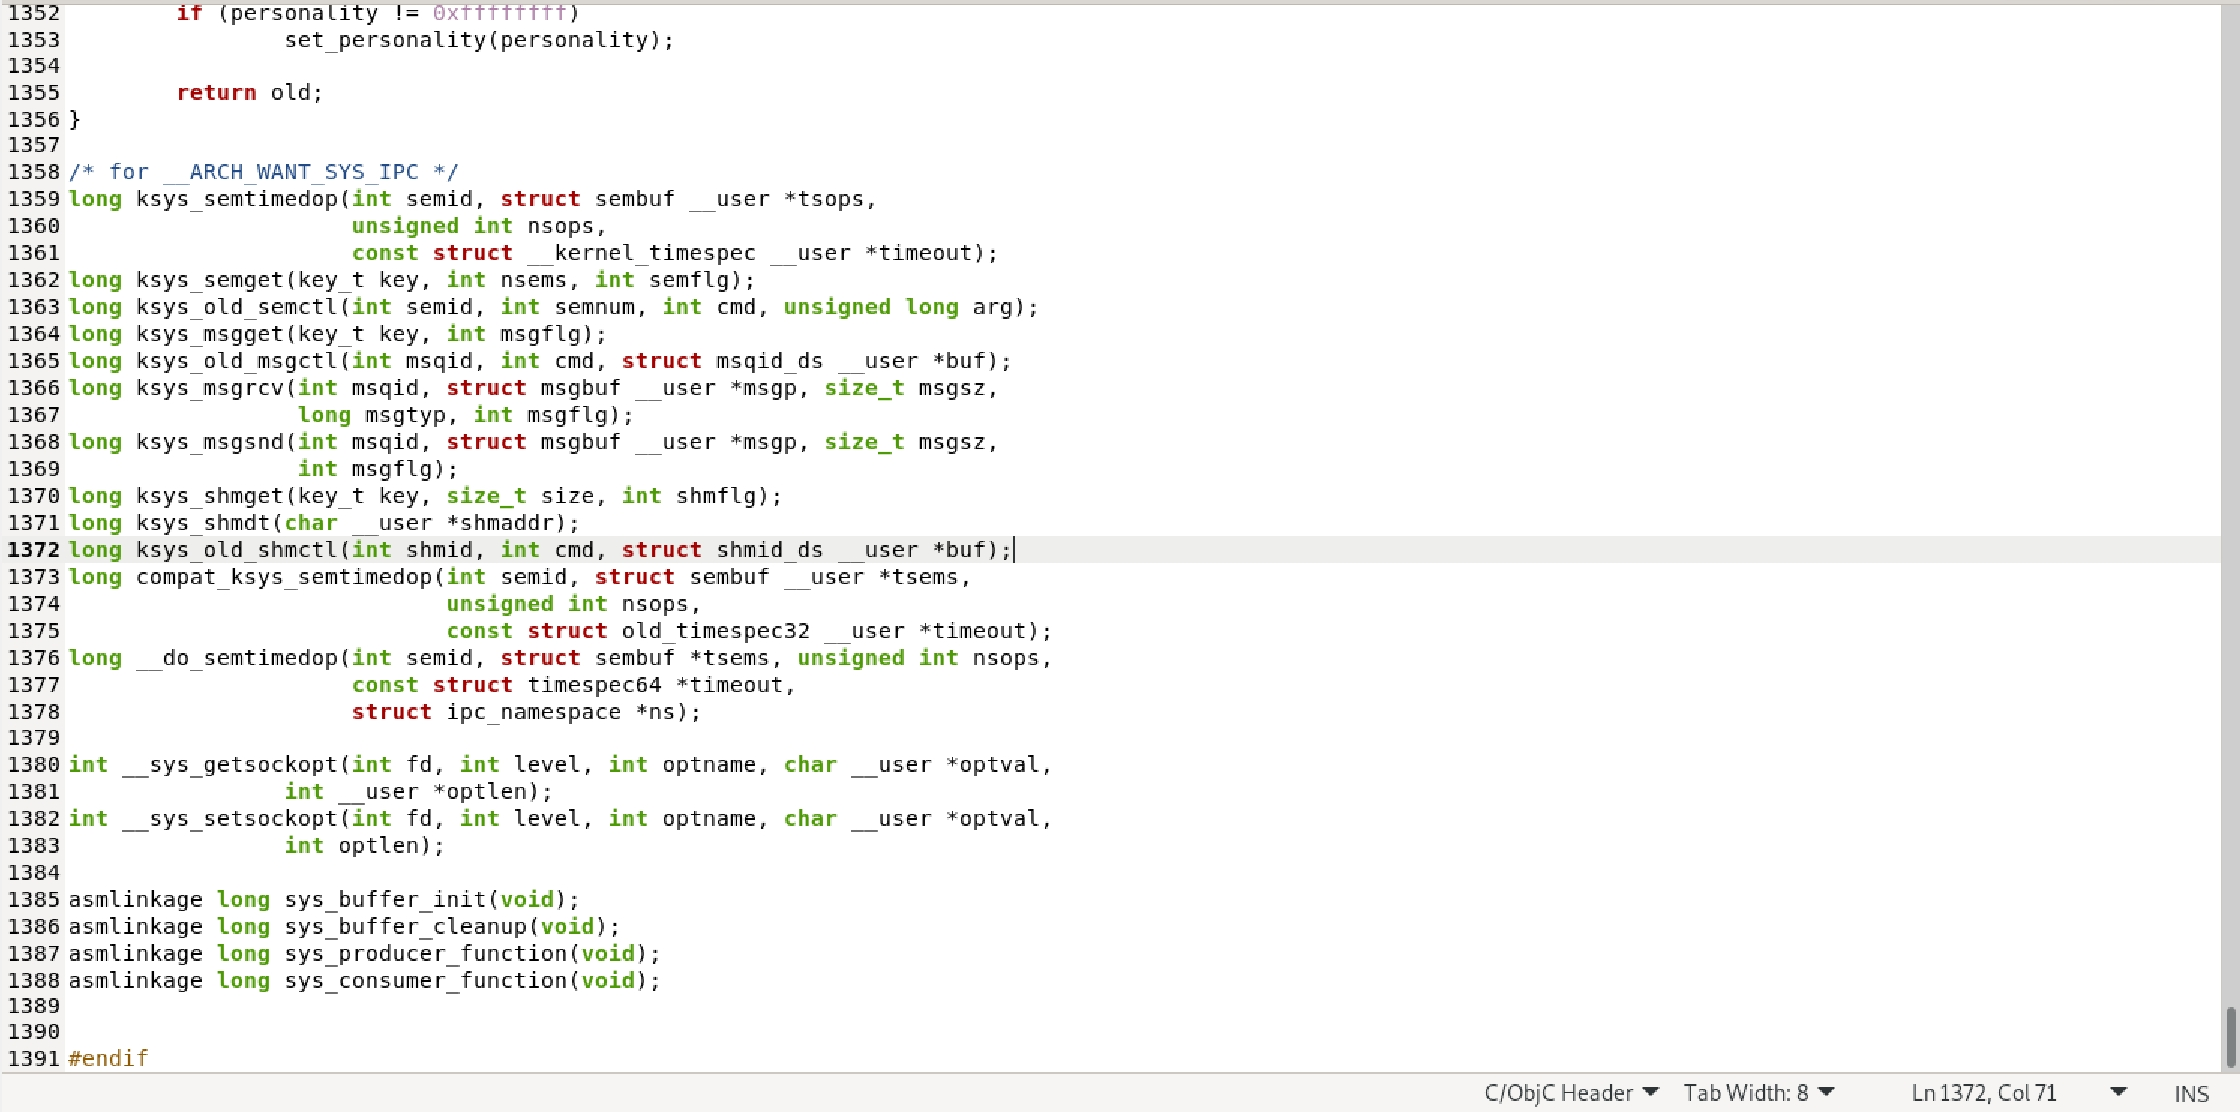 1352         if (personality != 0xffffffff)
1353                 set_personality(personality);
1354
1355         return old;
1356 }
1357
1358 /* for __ARCH_WANT_SYS_IPC */
1359 long ksys_semtimedop(int semid, struct sembuf __user *tsops,
1360                      unsigned int nsops,
1361                      const struct __kernel_timespec __user *timeout);
1362 long ksys_semget(key_t key, int nsems, int semflg);
1363 long ksys_old_semctl(int semid, int semnum, int cmd, unsigned long arg);
1364 long ksys_msgget(key_t key, int msgflg);
1365 long ksys_old_msgctl(int msqid, int cmd, struct msqid_ds __user *buf);
1366 long ksys_msgrcv(int msqid, struct msgbuf __user *msgp, size_t msgsz,
1367                  long msgtyp, int msgflg);
1368 long ksys_msgsnd(int msqid, struct msgbuf __user *msgp, size_t msgsz,
1369                  int msgflg);
1370 long ksys_shmget(key_t key, size_t size, int shmflg);
1371 long ksys_shmdt(char __user *shmaddr);
1372 long ksys_old_shmctl(int shmid, int cmd, struct shmid_ds __user *buf);
1373 long compat_ksys_semtimedop(int semid, struct sembuf __user *tsems,
1374                             unsigned int nsops,
1375                             const struct old_timespec32 __user *timeout);
1376 long __do_semtimedop(int semid, struct sembuf *tsems, unsigned int nsops,
1377                      const struct timespec64 *timeout,
1378                      struct ipc_namespace *ns);
1379
1380 int __sys_getsockopt(int fd, int level, int optname, char __user *optval,
1381                 int __user *optlen);
1382 int __sys_setsockopt(int fd, int level, int optname, char __user *optval,
1383                 int optlen);
1384
1385 asmlinkage long sys_buffer_init(void);
1386 asmlinkage long sys_buffer_cleanup(void);
1387 asmlinkage long sys_producer_function(void);
1388 asmlinkage long sys_consumer_function(void);
1389
1390
1391 #endif
C/ObjC Header Tab Width: 8 Ln 1372, Col 71 INS